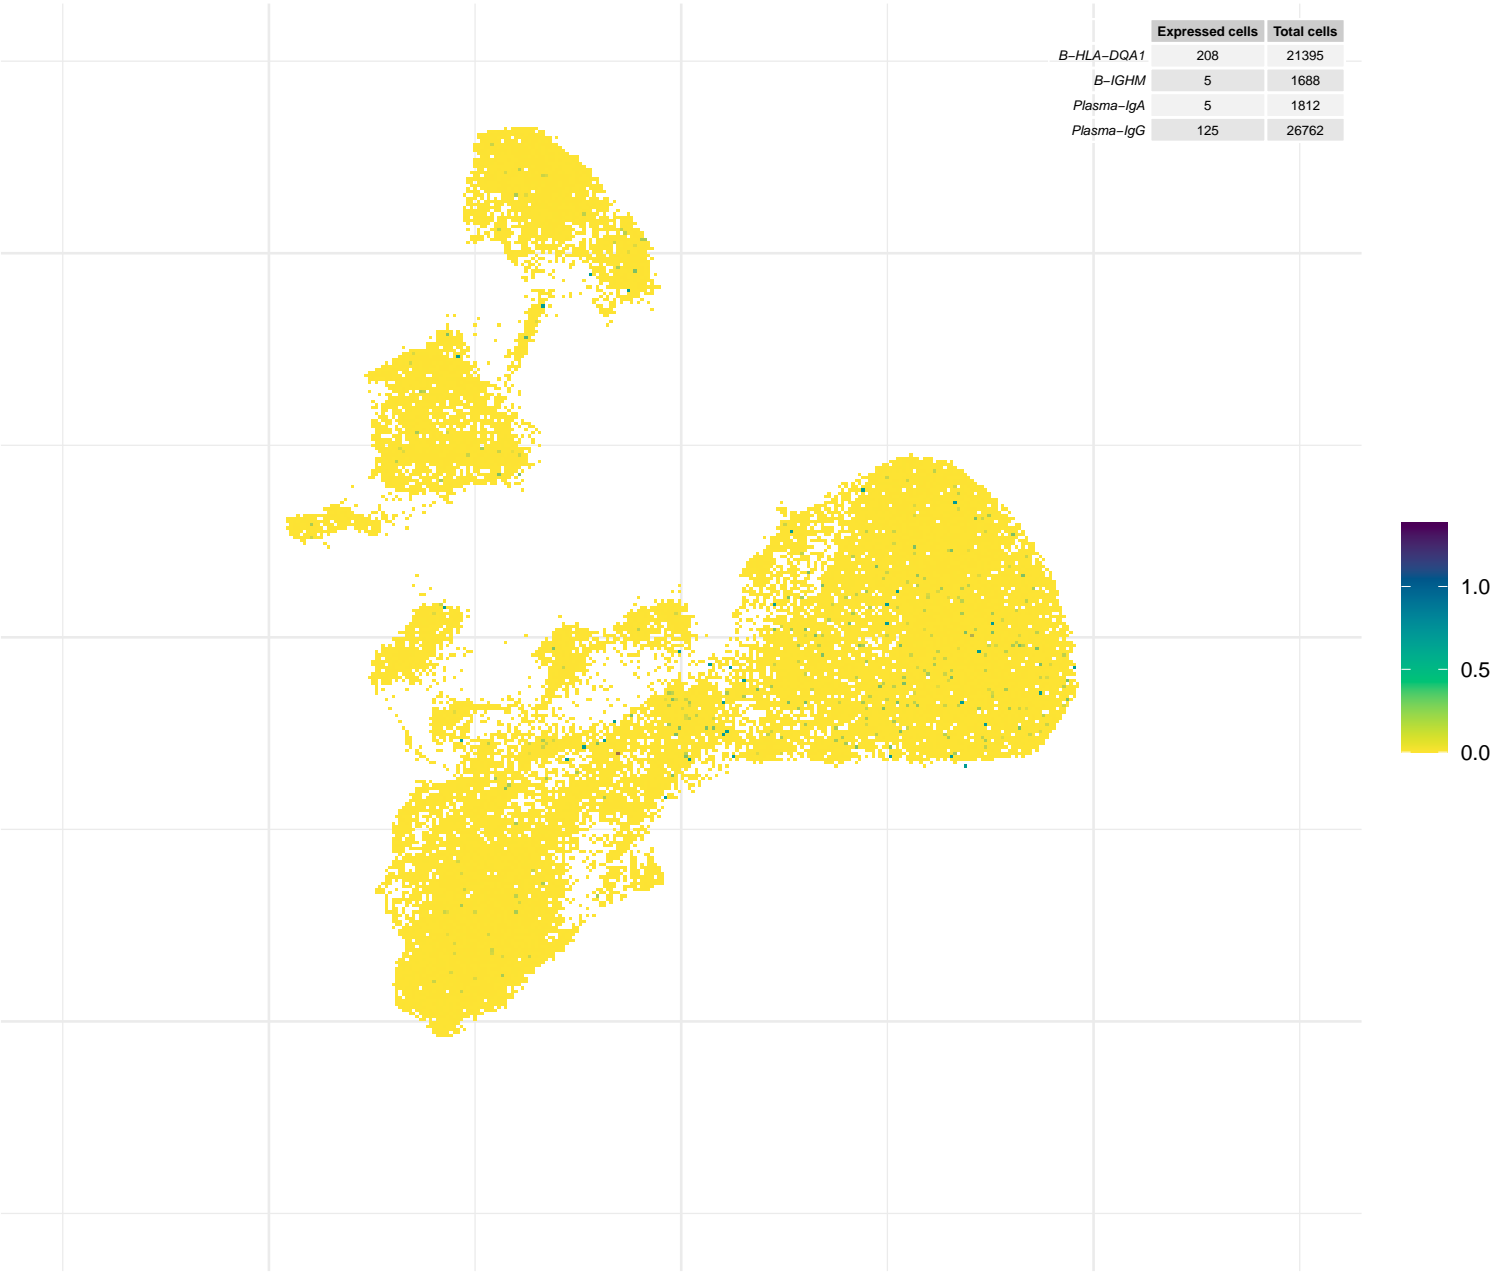 Expressed cells Total cells
B−HLA−DQA1 208 21395
B−IGHM 5 1688
Plasma−IgA 5 1812
Plasma−IgG 125 26762
1.0
0.5
0.0